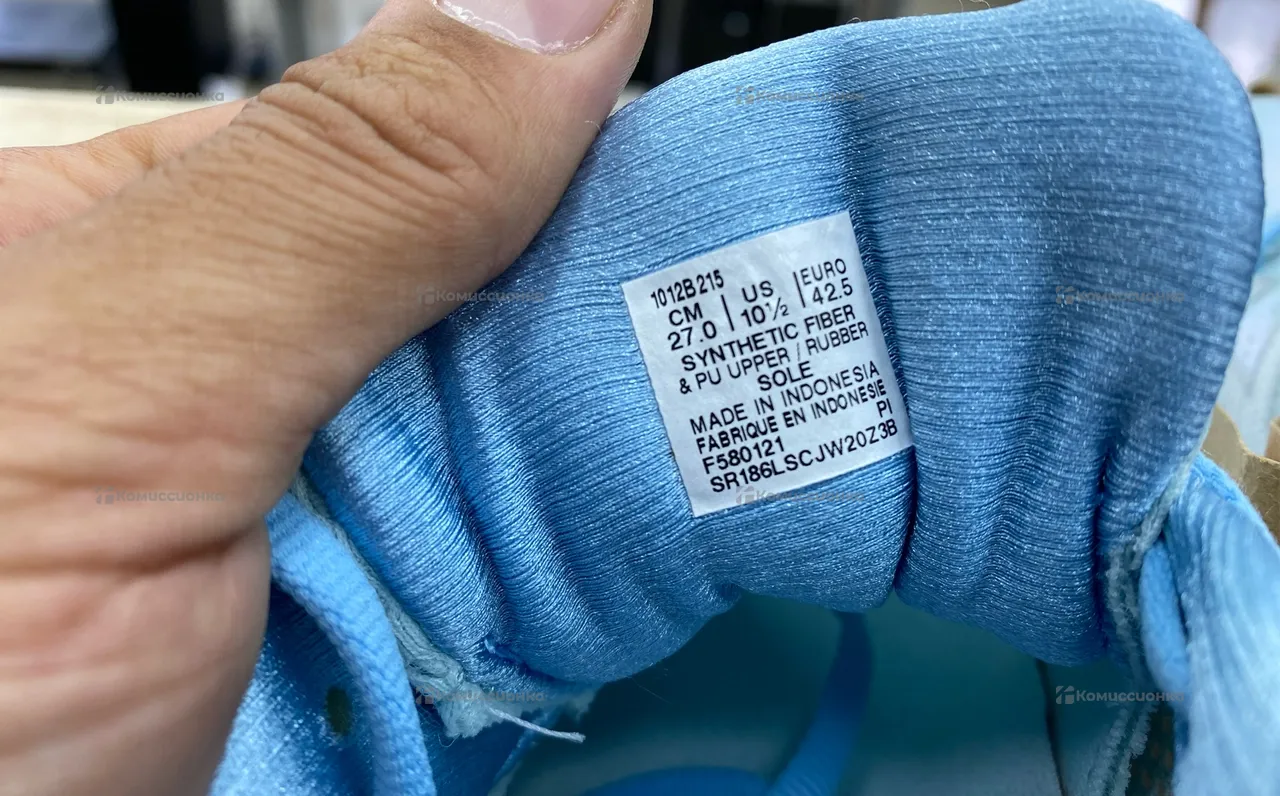 1012B215
CM | US | EURO
27.0 | 10½ | 42.5
SYNTHETIC FIBER
& PU UPPER / RUBBER
SOLE
MADE IN INDONESIA
FABRIQUE EN INDONESIE
F580121 PI
SR186LSCJW20Z3B
Комиссионка
Комиссионка
Комиссионка
Комиссионка
Комиссионка
Комиссионка
Комиссионка
Комиссионка